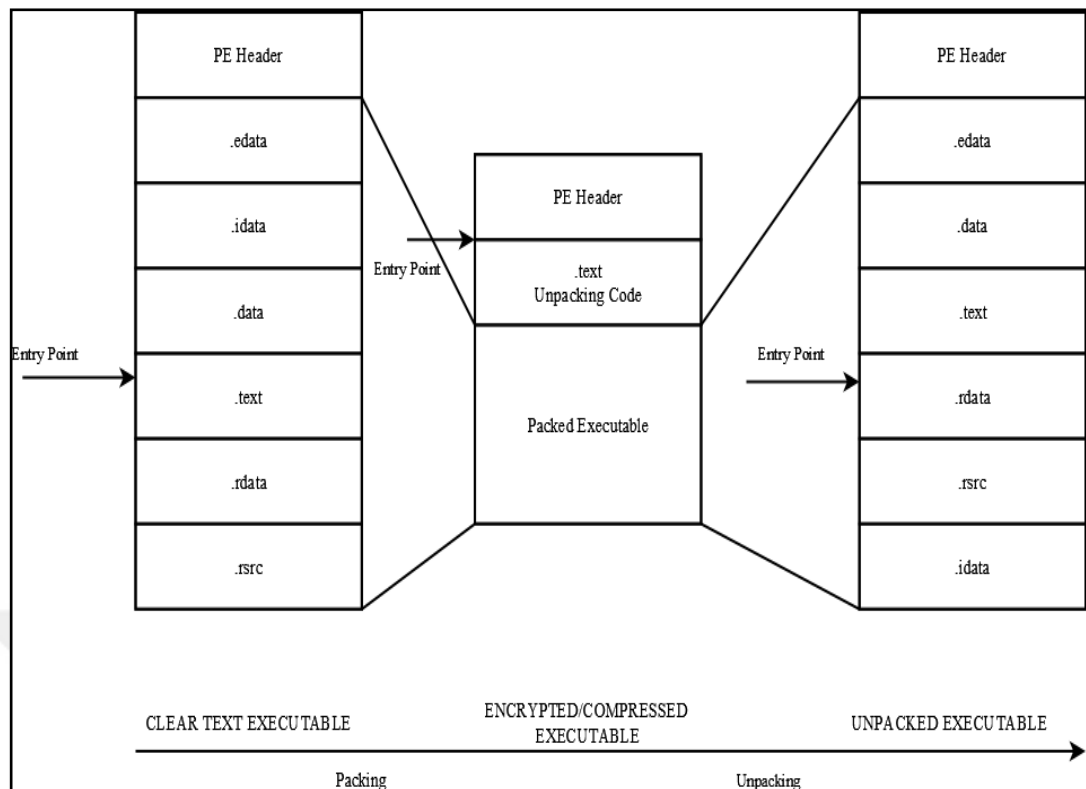 PE Header
.edata
.idata
.data
Entry Point
.text
.rdata
.rsrc
PE Header
Entry Point
.text
Unpacking Code
Packed Executable
PE Header
.edata
.data
.text
Entry Point
.rdata
.rsrc
.idata
CLEAR TEXT EXECUTABLE
ENCRYPTED/COMPRESSED
EXECUTABLE
UNPACKED EXECUTABLE
Packing
Unpacking